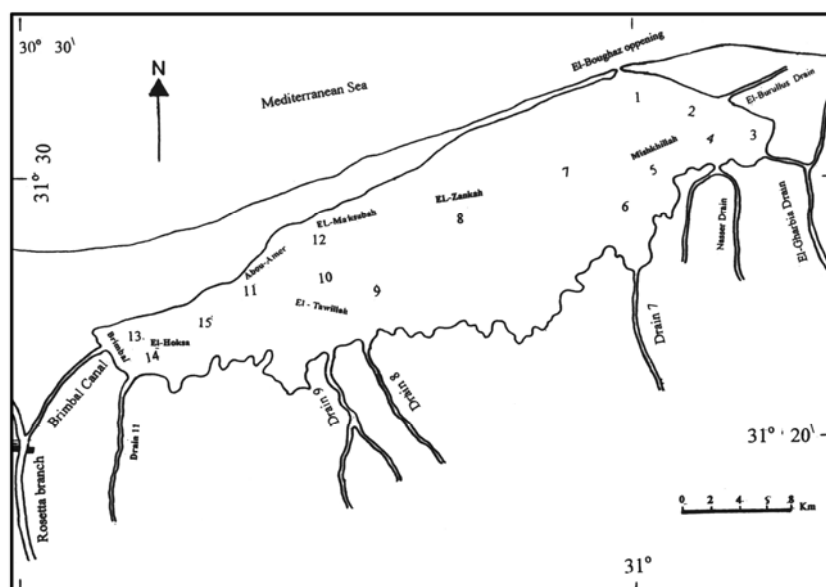 30° 30\
El-Boughaz oppening
N
Mediterranean Sea
El-Burullus Drain
1
2
31° 30
Mishkhillah
4
3
7
5
EL-Zankah
6
8
EL-Maksabah
12
Nasser Drain
El-Gharbia Drain
Abou-Amer
10
11
9
El - Tawillah
15
Drain 7
13
Brimbal
El-Hoksa
14
Brimbal Canal
Drain 9
Drain 8
Drain 11
31° 20\
Rosetta branch
0 2 4 6 8
Km
31°